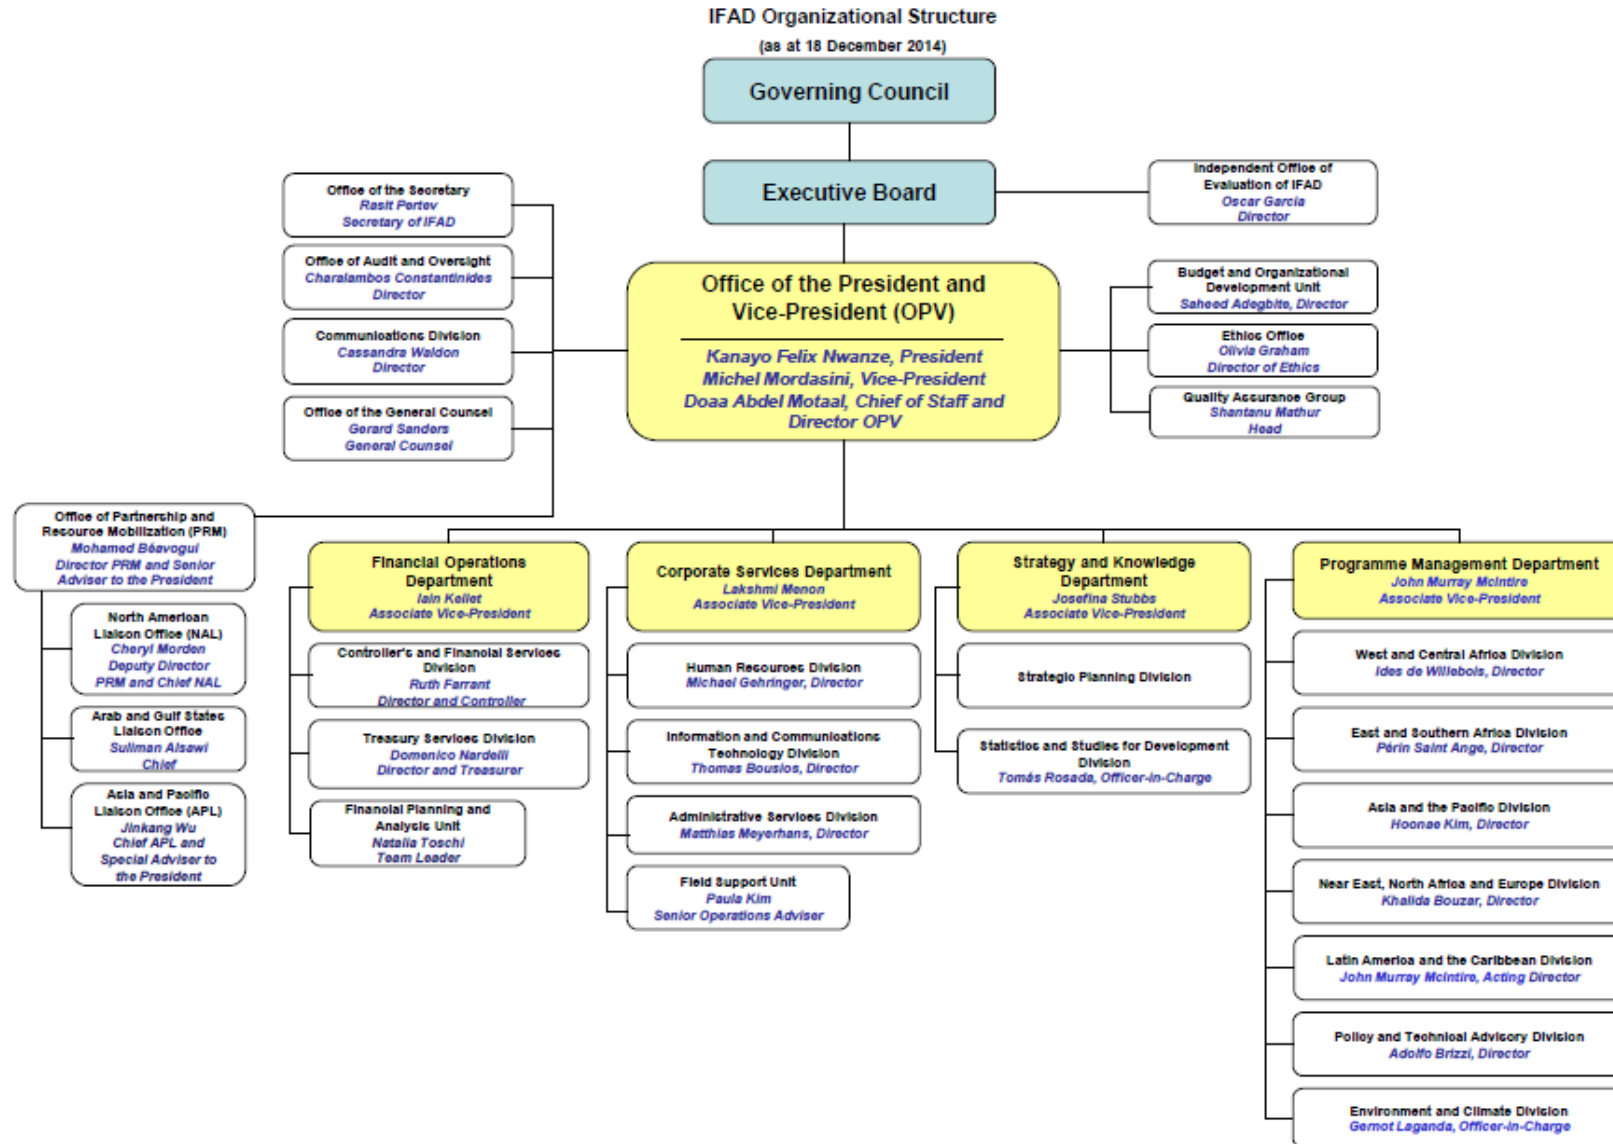 IFAD Organizational Structure
(as at 18 December 2014)
Governing Council
Executive Board
Independent Office of
Evaluation of IFAD
Oscar Garcia
Director
Office of the Secretary
Rasit Pertev
Secretary of IFAD
Office of Audit and Oversight
Charalambos Constantinides
Director
Communications Division
Cassandra Waldon
Director
Office of the General Counsel
Gerard Sanders
General Counsel
Office of the President and
Vice-President (OPV)
Kanayo Felix Nwanze, President
Michel Mordasini, Vice-President
Doaa Abdel Motaal, Chief of Staff and
Director OPV
Budget and Organizational
Development Unit
Saheed Adegbite, Director
Ethics Office
Olivia Graham
Director of Ethics
Quality Assurance Group
Shantanu Mathur
Head
Office of Partnership and
Resource Mobilization (PRM)
Mohamed Béavogui
Director PRM and Senior
Adviser to the President
North American
Liaison Office (NAL)
Cheryl Morden
Deputy Director
PRM and Chief NAL
Arab and Gulf States
Liaison Office
Suliman Alsawi
Chief
Asia and Pacific
Liaison Office (APL)
Jinkang Wu
Chief APL and
Special Adviser to
the President
Financial Operations
Department
Iain Kellet
Associate Vice-President
Controller's and Financial Services
Division
Ruth Farrant
Director and Controller
Treasury Services Division
Domenico Nardelli
Director and Treasurer
Financial Planning and
Analysis Unit
Natalia Toschi
Team Leader
Corporate Services Department
Lakshmi Menon
Associate Vice-President
Human Resources Division
Michael Gehringer, Director
Information and Communications
Technology Division
Thomas Bousios, Director
Administrative Services Division
Matthias Meyerhans, Director
Field Support Unit
Paula Kim
Senior Operations Adviser
Strategy and Knowledge
Department
Josefina Stubbs
Associate Vice-President
Strategic Planning Division
Statistics and Studies for Development
Division
Tomás Rosada, Officer-in-Charge
Programme Management Department
John Murray McIntire
Associate Vice-President
West and Central Africa Division
Ides de Willebois, Director
East and Southern Africa Division
Périn Saint Ange, Director
Asia and the Pacific Division
Hoonae Kim, Director
Near East, North Africa and Europe Division
Khalida Bouzar, Director
Latin America and the Caribbean Division
John Murray McIntire, Acting Director
Policy and Technical Advisory Division
Adolfo Brizzi, Director
Environment and Climate Division
Gernot Laganda, Officer-in-Charge